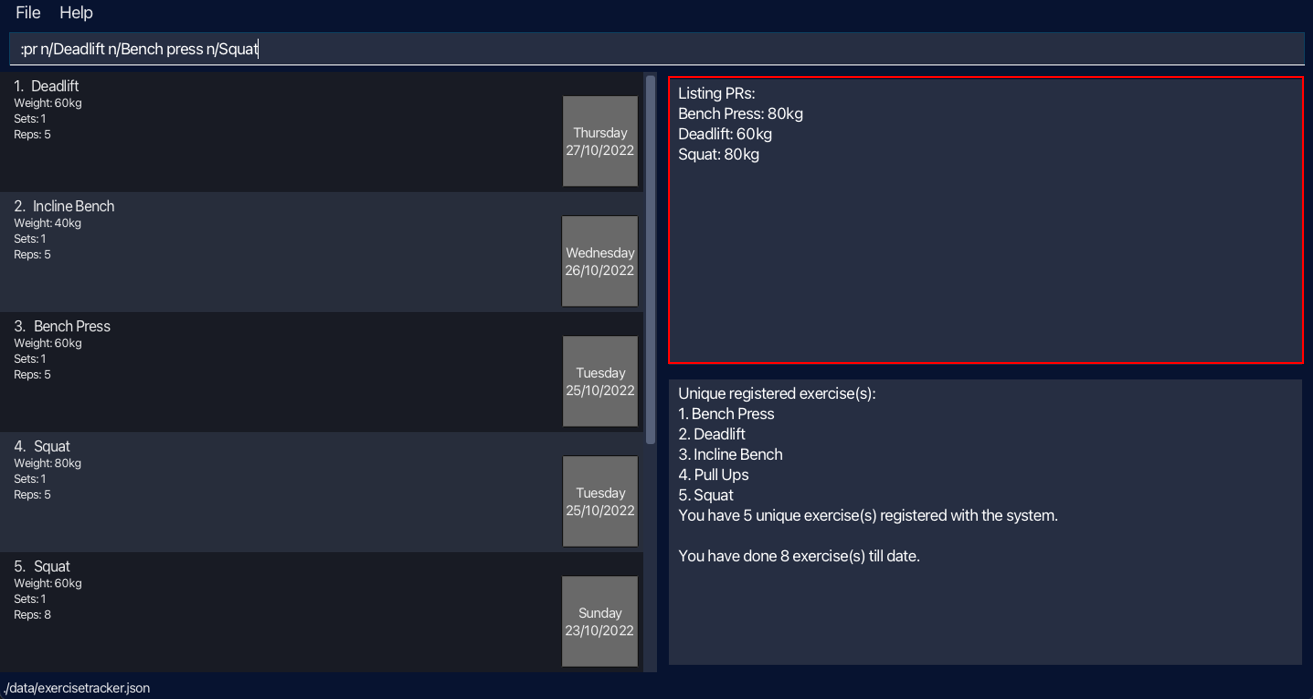 File Help
:pr n/Deadlift n/Bench press n/Squat
1. Deadlift
Weight: 60kg
Sets: 1
Reps: 5
Thursday
27/10/2022
2. Incline Bench
Weight: 40kg
Sets: 1
Reps: 5
Wednesday
26/10/2022
3. Bench Press
Weight: 60kg
Sets: 1
Reps: 5
Tuesday
25/10/2022
4. Squat
Weight: 80kg
Sets: 1
Reps: 5
Tuesday
25/10/2022
5. Squat
Weight: 60kg
Sets: 1
Reps: 8
Sunday
23/10/2022
Listing PRs:
Bench Press: 80kg
Deadlift: 60kg
Squat: 80kg
Unique registered exercise(s):
1. Bench Press
2. Deadlift
3. Incline Bench
4. Pull Ups
5. Squat
You have 5 unique exercise(s) registered with the system.
You have done 8 exercise(s) till date.
./data/exercisetracker.json